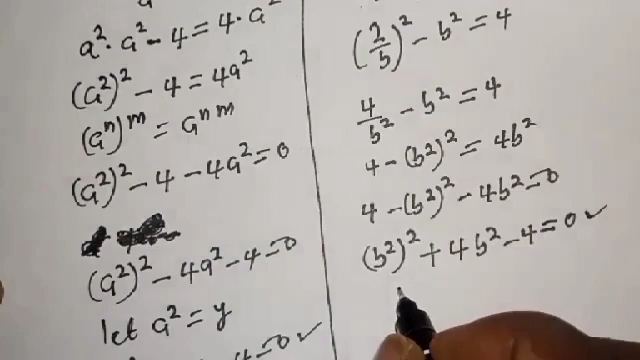 a² · a² - 4 = 4 · a²
(a²)² - 4 = 4a²
(aⁿ)ᵐ = aⁿᵐ
(a²)² - 4 - 4a² = 0
(a²)² - 4a² - 4 = 0
let a² = y
4 = 0 ✓
(2/b)² - b² = 4
4/b² - b² = 4
4 - (b²)² = 4b²
4 - (b²)² - 4b² = 0
(b²)² + 4b² - 4 = 0 ✓